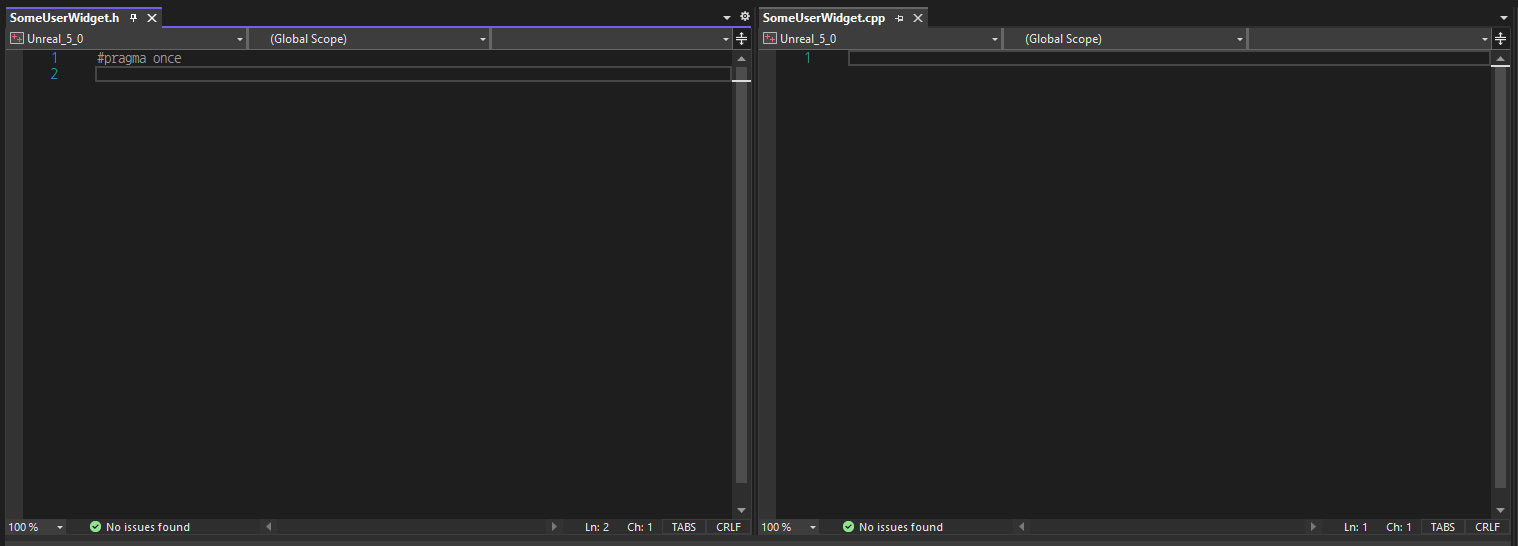 SomeUserWidget.h
Unreal_5_0 (Global Scope)
1 #pragma once
2
100 % No issues found Ln: 2 Ch: 1 TABS CRLF
SomeUserWidget.cpp
Unreal_5_0 (Global Scope)
1
100 % No issues found Ln: 1 Ch: 1 TABS CRLF